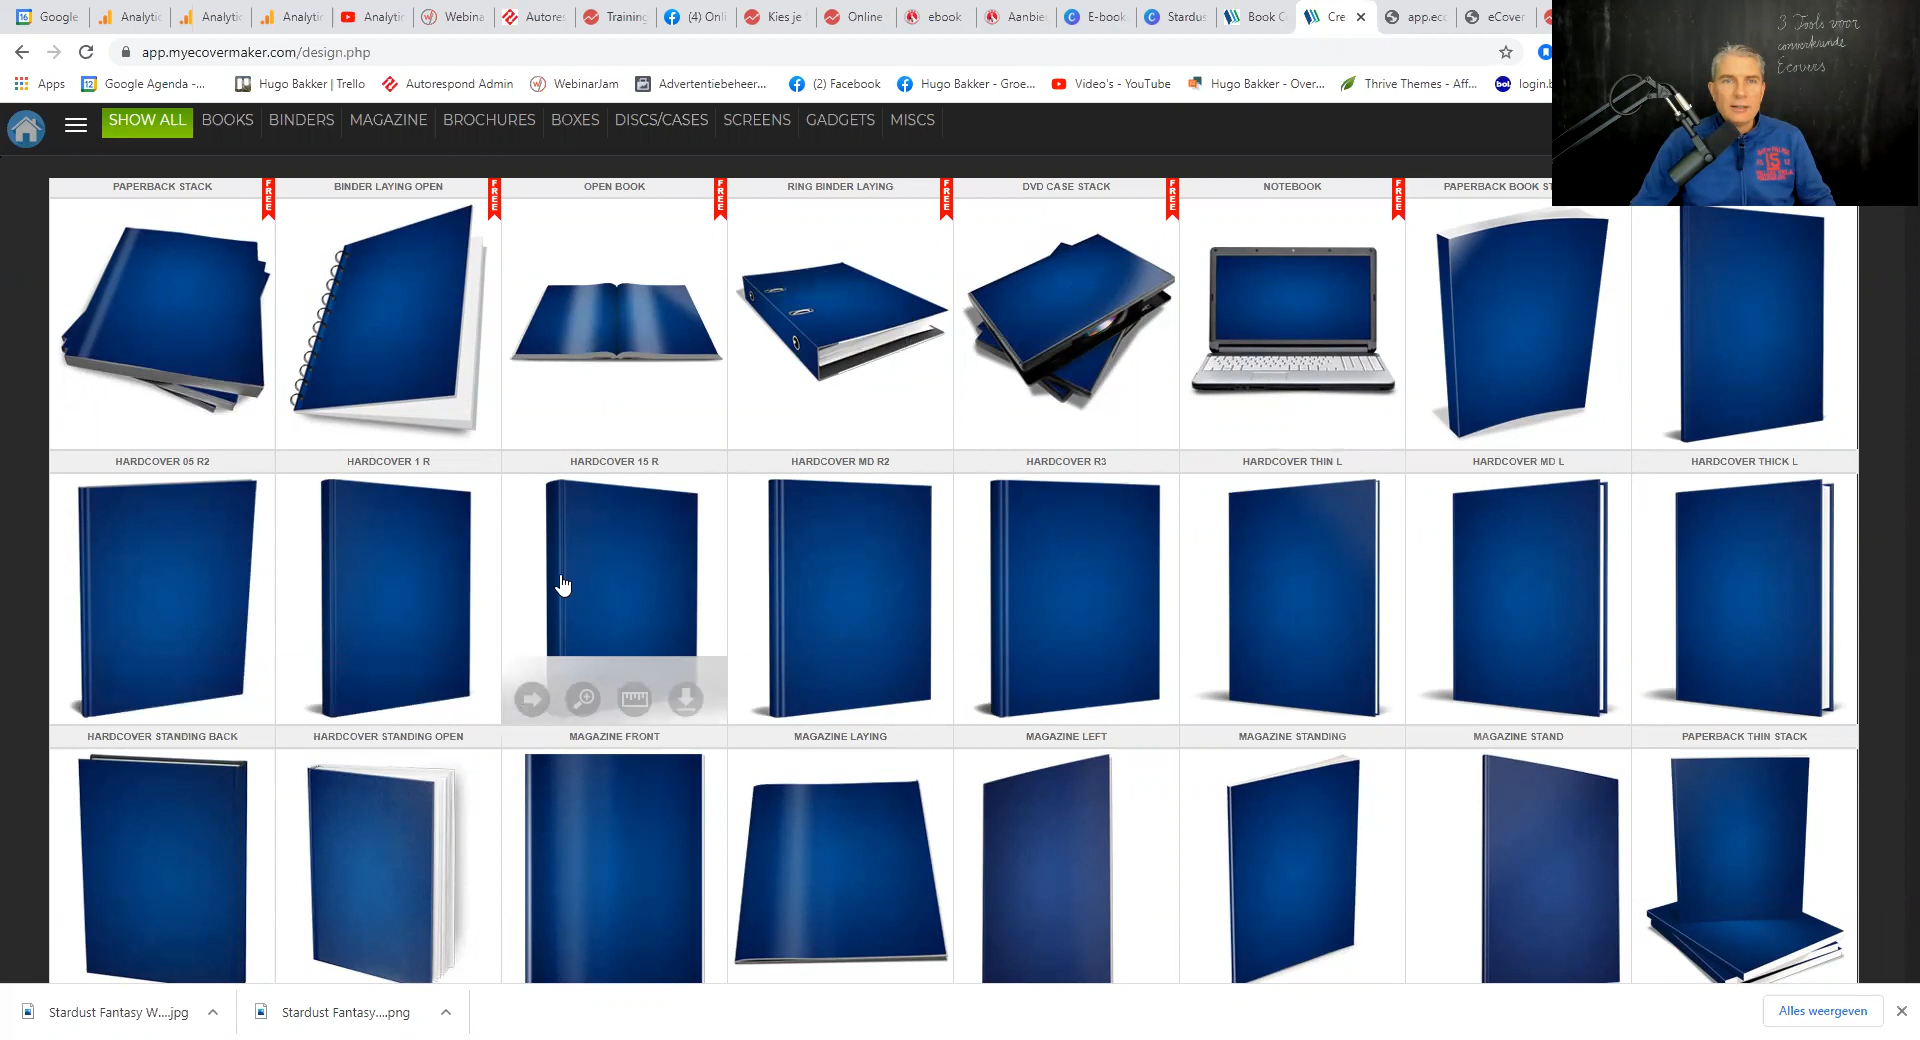 Google
Analytic
Analytic
Analytic
Analytic
Webina
Autores
Training
(4) Onli
Kies je
Online
ebook
Aanbie
E-book
Stardus
Book C
Cre
app.ecc
eCover
app.myecovermaker.com/design.php
Apps
Google Agenda -...
Hugo Bakker | Trello
Autorespond Admin
WebinarJam
Advertentiebeheer...
(2) Facebook
Hugo Bakker - Groe...
Video's - YouTube
Hugo Bakker - Over...
Thrive Themes - Aff...
bol.
login.b
3 Tools voor
converterende
Ecovers
SHOW ALL
BOOKS
BINDERS
MAGAZINE
BROCHURES
BOXES
DISCS/CASES
SCREENS
GADGETS
MISCS
PAPERBACK STACK
FREE
BINDER LAYING OPEN
FREE
OPEN BOOK
FREE
RING BINDER LAYING
FREE
DVD CASE STACK
FREE
NOTEBOOK
FREE
PAPERBACK BOOK ST
HARDCOVER 05 R2
HARDCOVER 1 R
HARDCOVER 15 R
HARDCOVER MD R2
HARDCOVER R3
HARDCOVER THIN L
HARDCOVER MD L
HARDCOVER THICK L
HARDCOVER STANDING BACK
HARDCOVER STANDING OPEN
MAGAZINE FRONT
MAGAZINE LAYING
MAGAZINE LEFT
MAGAZINE STANDING
MAGAZINE STAND
PAPERBACK THIN STACK
Stardust Fantasy W....jpg
Stardust Fantasy....png
Alles weergeven